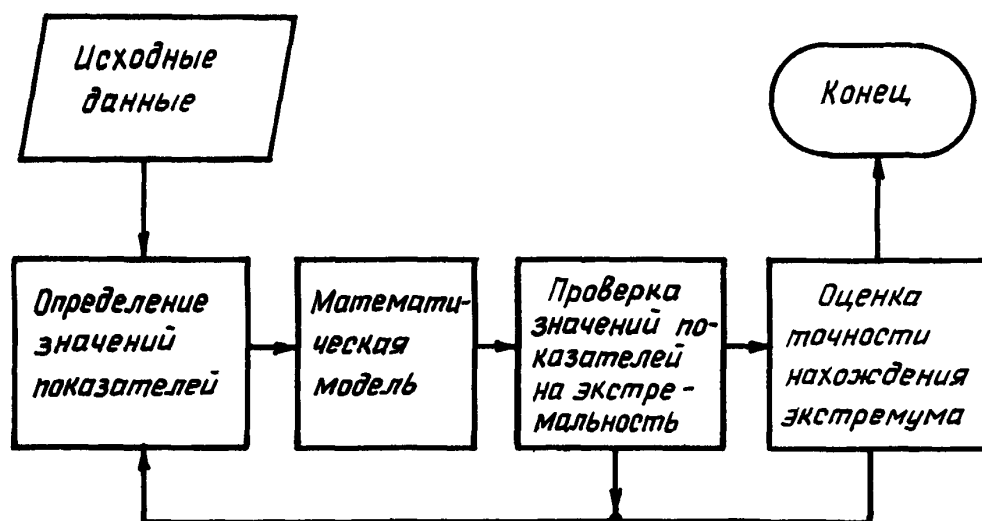 Исходные
данные
Конец
Определение
значений
показателей
Математи-
ческая
модель
Проверка
значений по-
казателей
на экстре-
мальность
Оценка
точности
нахождения
экстремума